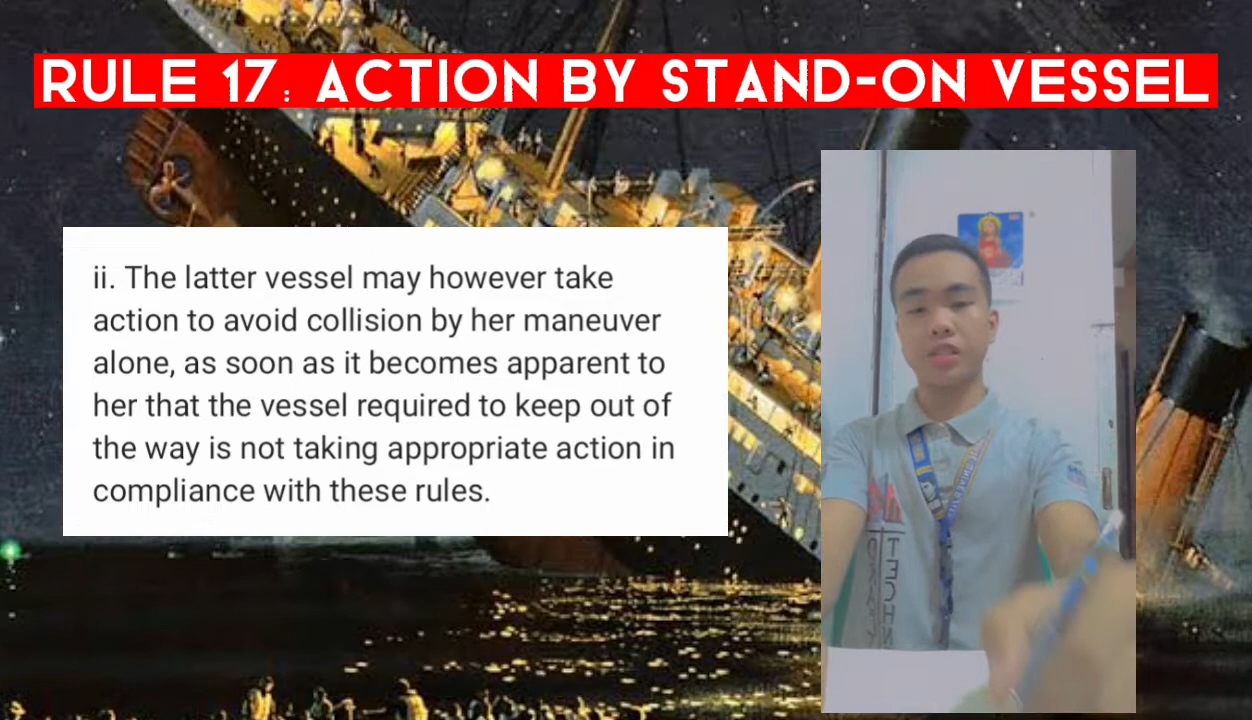 RULE 17: ACTION BY STAND-ON VESSEL
ii. The latter vessel may however take
action to avoid collision by her maneuver
alone, as soon as it becomes apparent to
her that the vessel required to keep out of
the way is not taking appropriate action in
compliance with these rules.